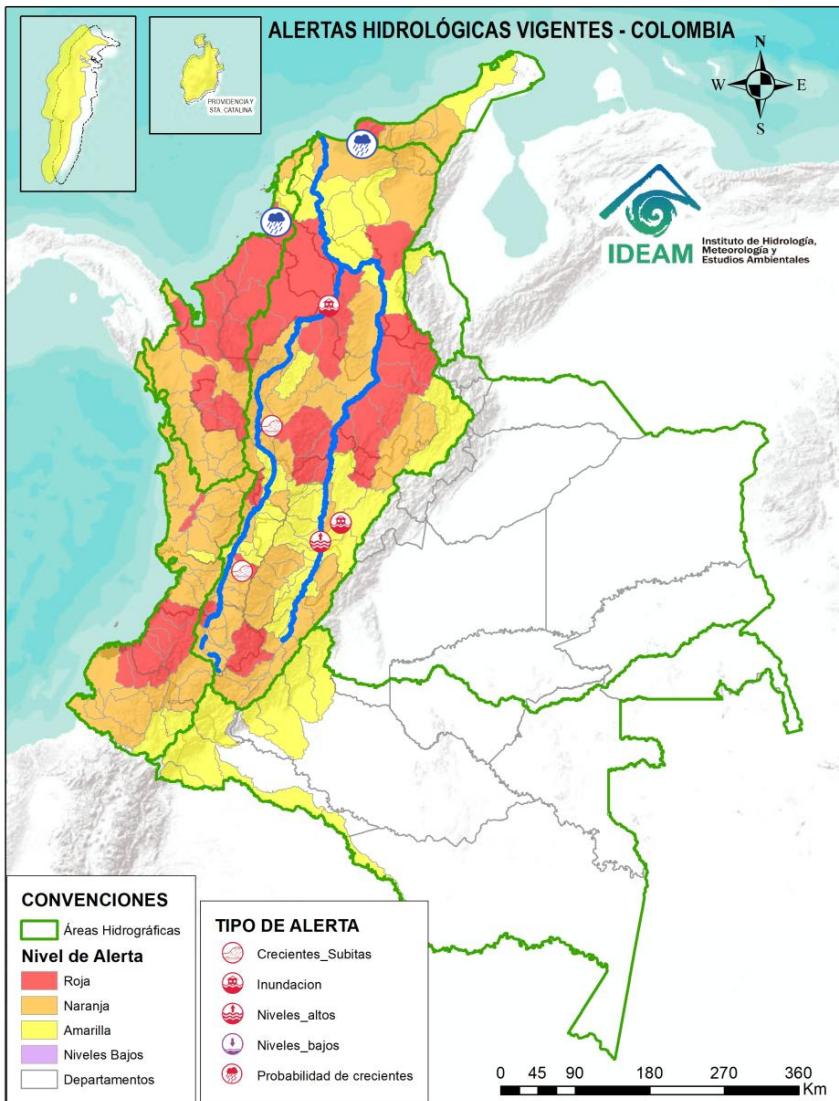 ALERTAS HIDROLÓGICAS VIGENTES - COLOMBIA
PROVIDENCIA Y
STA. CATALINA
N
W
E
S
IDEAM
Instituto de Hidrología,
Meteorología y
Estudios Ambientales
CONVENCIONES
Áreas Hidrográficas
Nivel de Alerta
Roja
Naranja
Amarilla
Niveles Bajos
Departamentos
TIPO DE ALERTA
Crecientes_Subitas
Inundacion
Niveles_altos
Niveles_bajos
Probabilidad de crecientes
0 45 90 180 270 360
Km